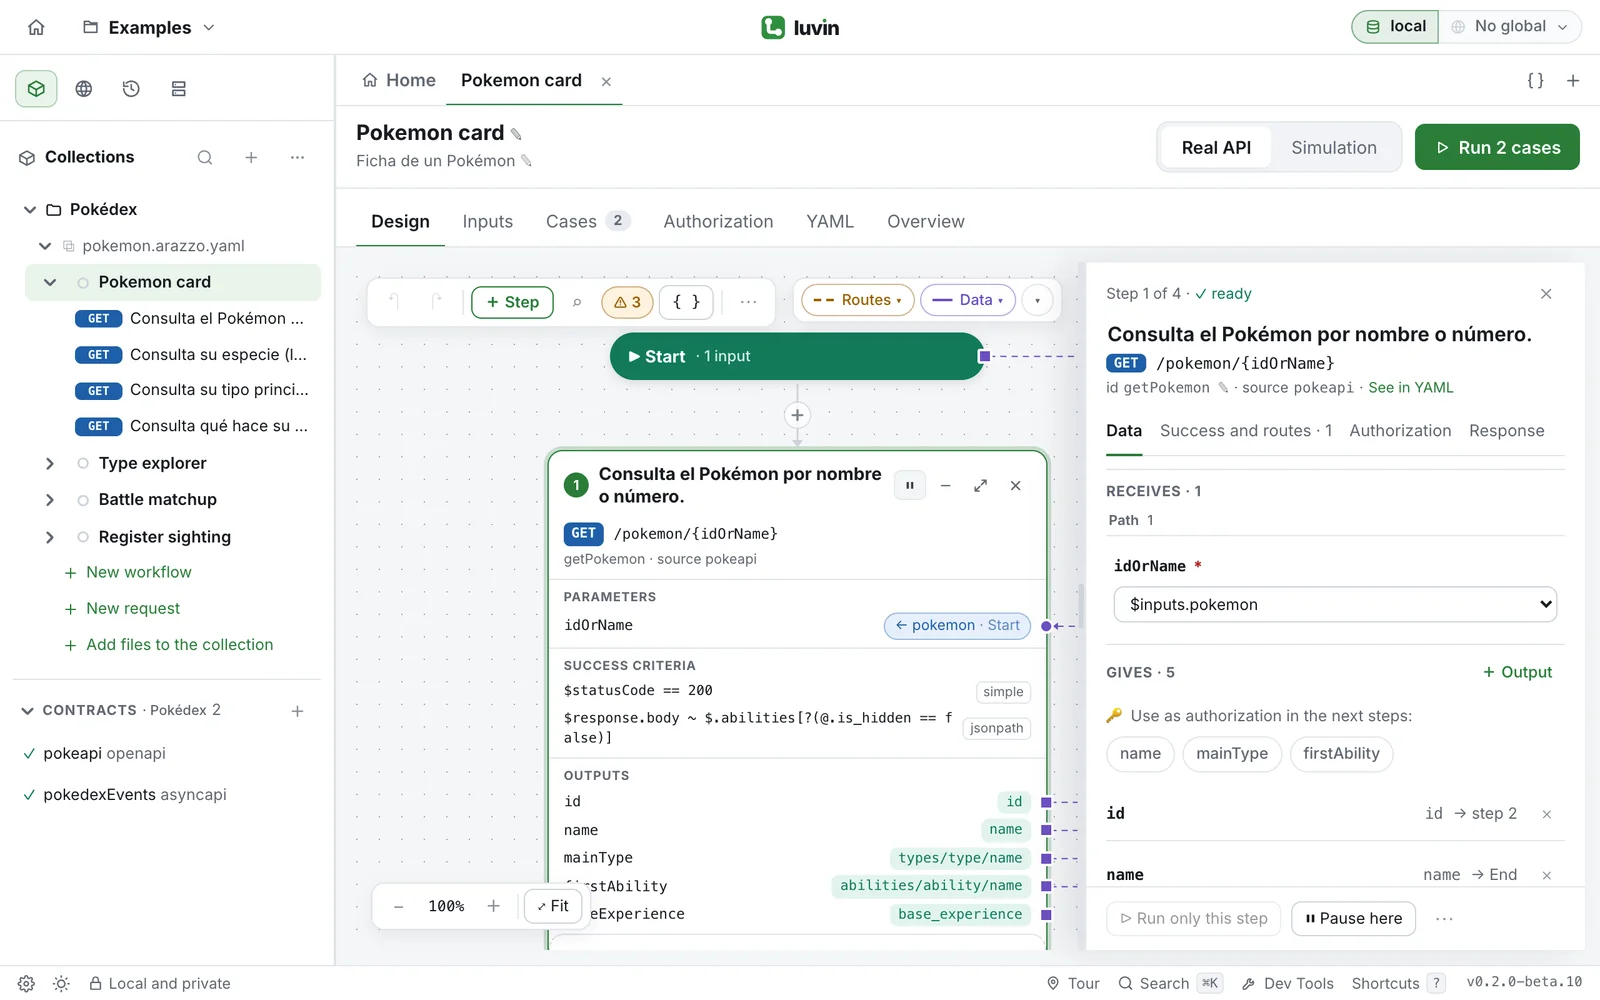 Examples
luvin
local
No global
Home
Pokemon card
{}
Collections
Pokédex
pokemon.arazzo.yaml
Pokemon card
GET Consulta el Pokémon ...
GET Consulta su especie (l...
GET Consulta su tipo princi...
GET Consulta qué hace su ...
Type explorer
Battle matchup
Register sighting
+ New workflow
+ New request
+ Add files to the collection
CONTRACTS · Pokédex 2
pokeapi openapi
pokedexEvents asyncapi
Pokemon card
Ficha de un Pokémon
Real API
Simulation
Run 2 cases
Design
Inputs
Cases 2
Authorization
YAML
Overview
+ Step
3
{ }
...
Routes
Data
Start · 1 input
1
Consulta el Pokémon por nombre
o número.
GET /pokemon/{idOrName}
getPokemon · source pokeapi
PARAMETERS
idOrName
← pokemon · Start
SUCCESS CRITERIA
$statusCode == 200
simple
$response.body ~ $.abilities[?(@.is_hidden == f
alse)]
jsonpath
OUTPUTS
id
id
name
name
mainType
types/type/name
firstAbility
abilities/ability/name
eExperience
base_experience
− 100% +
Fit
Step 1 of 4 · ✓ ready
Consulta el Pokémon por nombre o número.
GET /pokemon/{idOrName}
id getPokemon · source pokeapi · See in YAML
Data
Success and routes · 1
Authorization
Response
RECEIVES · 1
Path 1
idOrName *
$inputs.pokemon
GIVES · 5
+ Output
Use as authorization in the next steps:
name
mainType
firstAbility
id
id → step 2
name
name → End
Run only this step
Pause here
...
Local and private
Tour
Search ⌘K
Dev Tools
Shortcuts ?
v0.2.0-beta.10